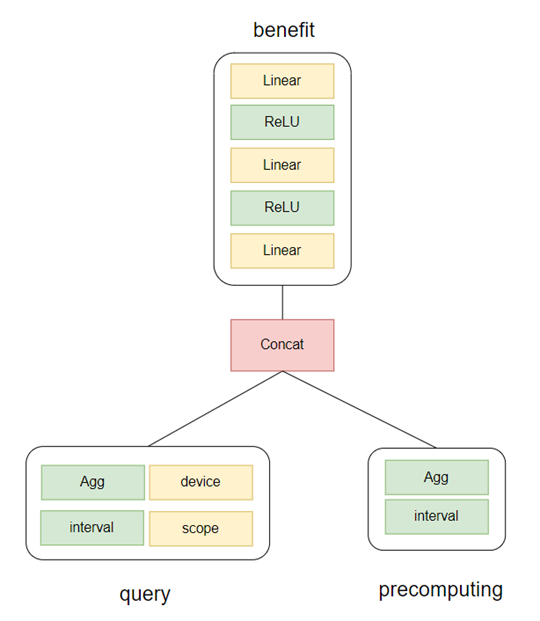 benefit
Linear
ReLU
Linear
ReLU
Linear
Concat
Agg
device
interval
scope
query
Agg
interval
precomputing